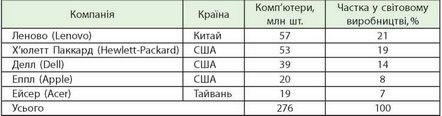 Компанія Країна Комп'ютери, млн шт. Частка у світовому виробництві, %
Леново (Lenovo) Китай 57 21
Х'юлетт Паккард (Hewlett-Packard) США 53 19
Делл (Dell) США 39 14
Еппл (Apple) США 20 8
Ейсер (Acer) Тайвань 19 7
Усього 276 100